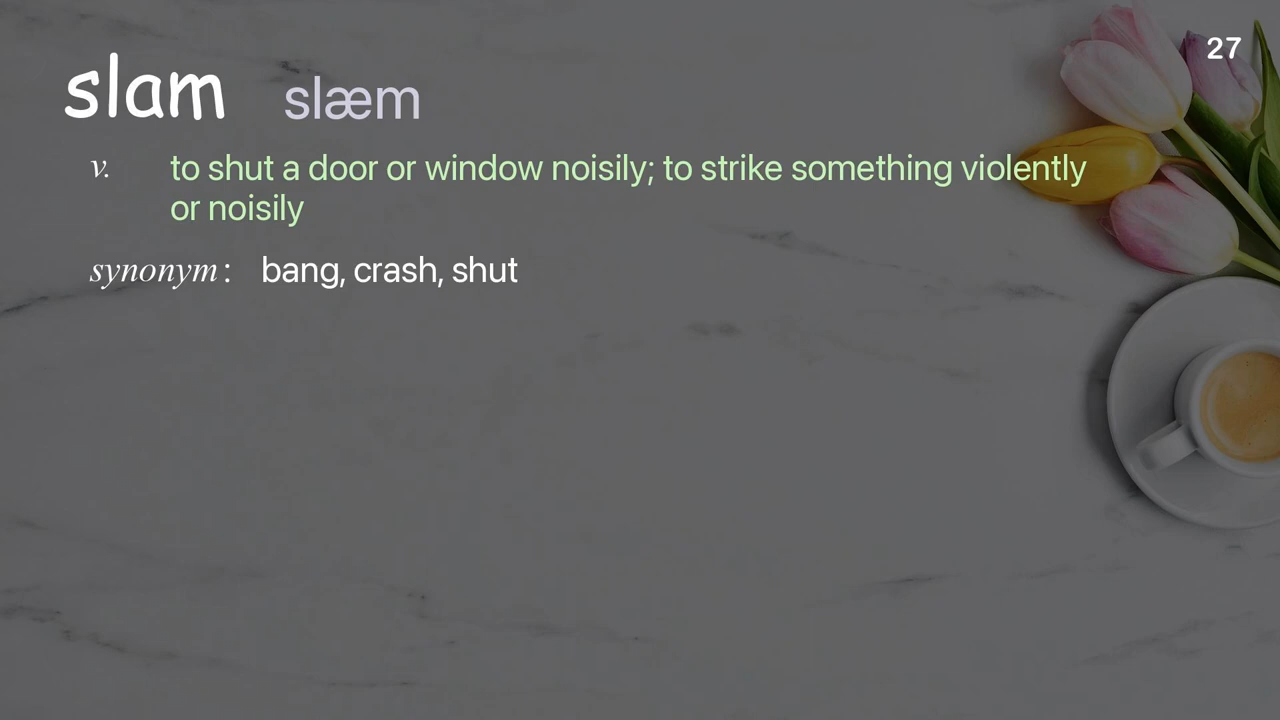 27
slam slæm
v. to shut a door or window noisily; to strike something violently
or noisily
synonym: bang, crash, shut